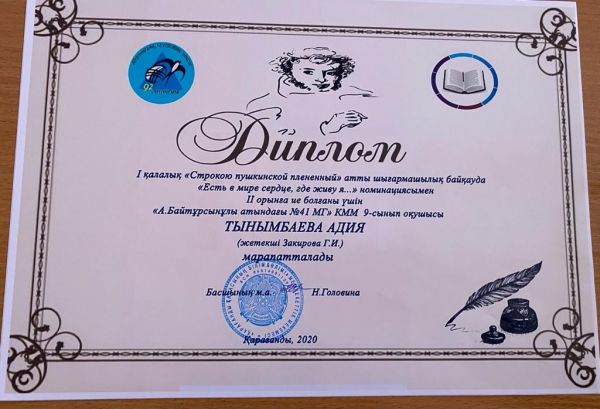 92
Диплом
I қалалық «Строкою пушкинской плененный» атты шығармашылық байқауда
«Есть в мире сердце, где живу я...» номинациясымен
II орынға ие болғаны үшін
«А.Байтұрсынұлы атындағы №41 МГ» КММ 9-сынып оқушысы
ТЫНЫМБАЕВА АДИЯ
(жетекші Закирова Г.И.)
марапатталады
Басшының м.а. Н.Головина
Қарағанды, 2020